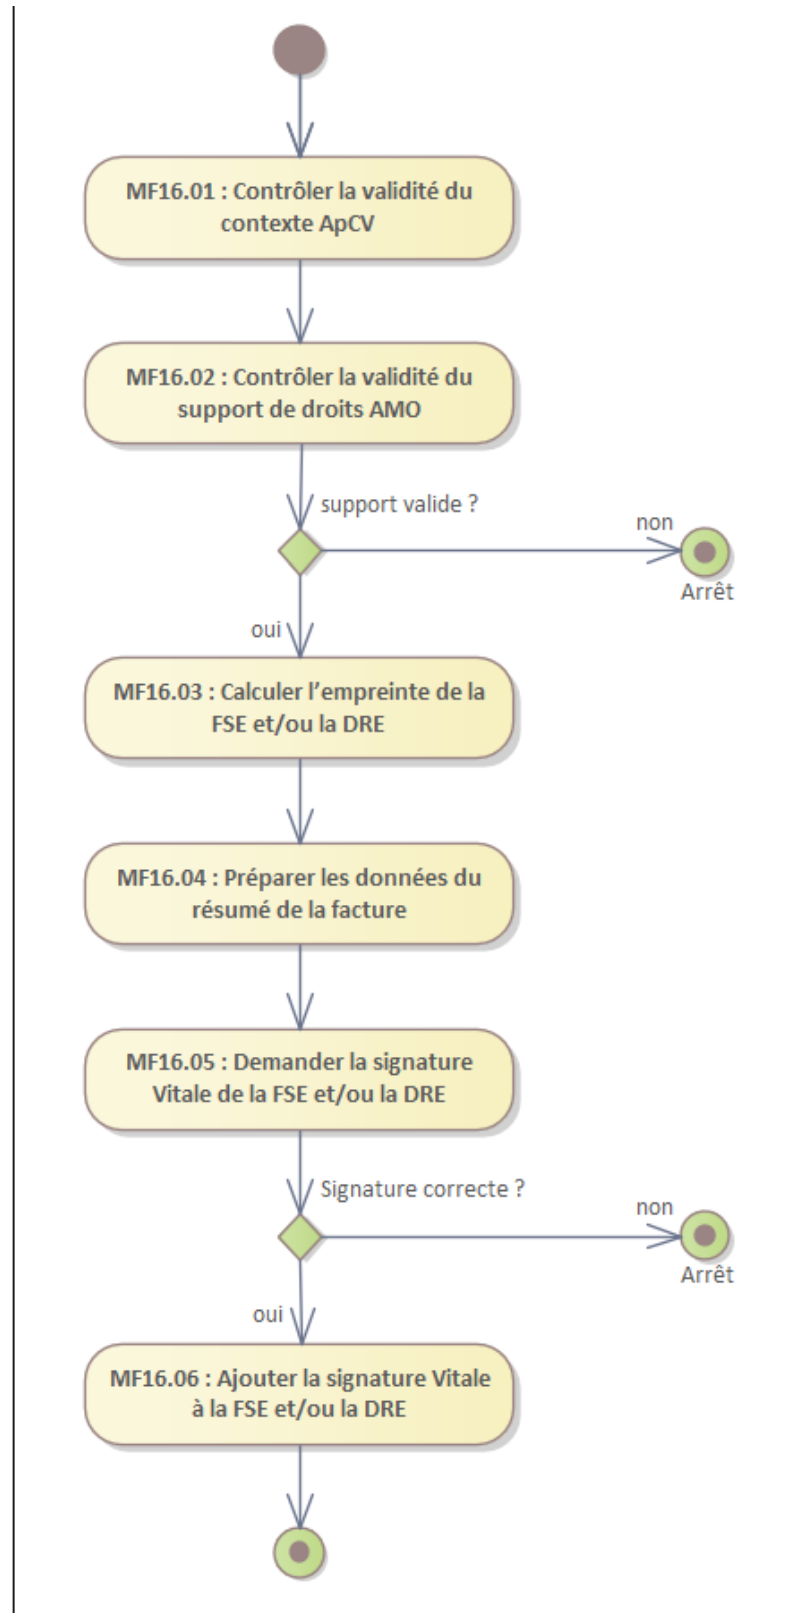 MF16.01 : Contrôler la validité du
contexte ApCV
MF16.02 : Contrôler la validité du
support de droits AMO
support valide ?
non
Arrêt
oui
MF16.03 : Calculer l’empreinte de la
FSE et/ou la DRE
MF16.04 : Préparer les données du
résumé de la facture
MF16.05 : Demander la signature
Vitale de la FSE et/ou la DRE
Signature correcte ?
non
Arrêt
oui
MF16.06 : Ajouter la signature Vitale
à la FSE et/ou la DRE